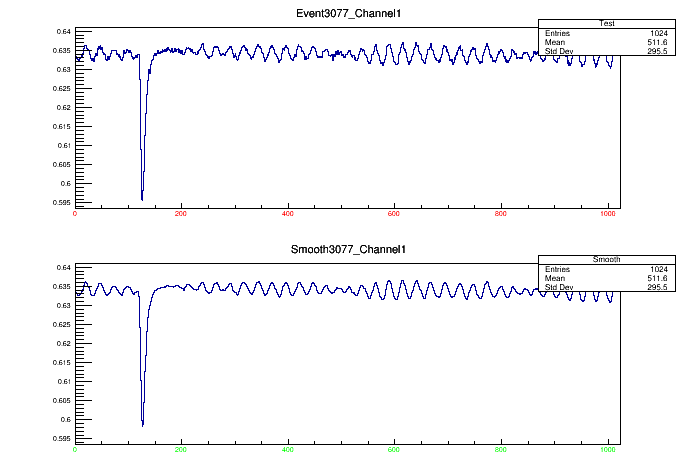 Event3077_Channel1
Test
Entries 1024
Mean 511.6
Std Dev 295.5
0.64
0.635
0.63
0.625
0.62
0.615
0.61
0.605
0.6
0.595
0 200 400 600 800 1000
Smooth3077_Channel1
Smooth
Entries 1024
Mean 511.6
Std Dev 295.5
0.64
0.635
0.63
0.625
0.62
0.615
0.61
0.605
0.6
0.595
0 200 400 600 800 1000